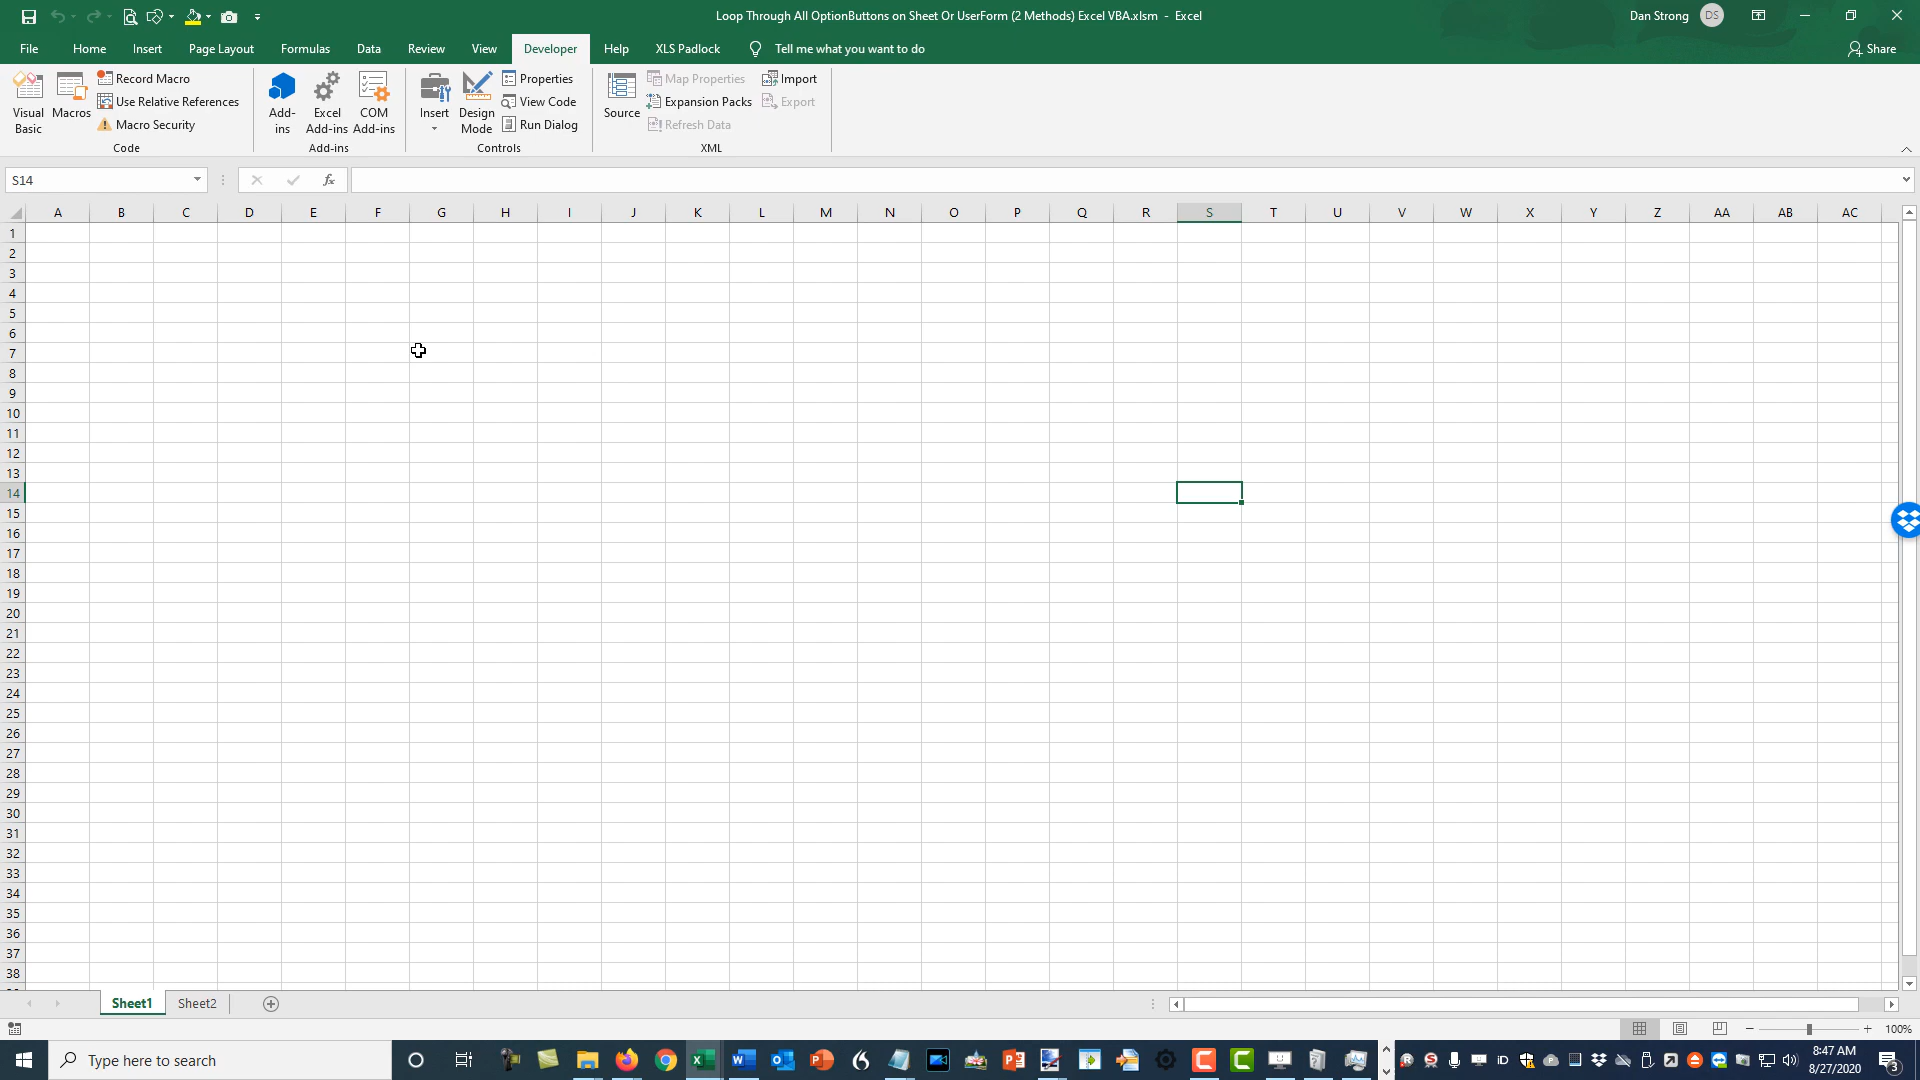 Loop Through All OptionButtons on Sheet Or UserForm (2 Methods) Excel VBA.xlsm - Excel
Dan Strong DS
File Home Insert Page Layout Formulas Data Review View Developer Help XLS Padlock Tell me what you want to do Share
Visual Basic
Macros
Record Macro
Use Relative References
Macro Security
Code
Add-ins
Excel Add-ins
COM Add-ins
Add-ins
Insert
Design Mode
Properties
View Code
Run Dialog
Controls
Source
Map Properties
Expansion Packs
Refresh Data
Import
Export
XML
S14
fx
A B C D E F G H I J K L M N O P Q R S T U V W X Y Z AA AB AC
1
2
3
4
5
6
7
8
9
10
11
12
13
14
15
16
17
18
19
20
21
22
23
24
25
26
27
28
29
30
31
32
33
34
35
36
37
38
Sheet1 Sheet2
100%
Type here to search
8:47 AM
8/27/2020
3